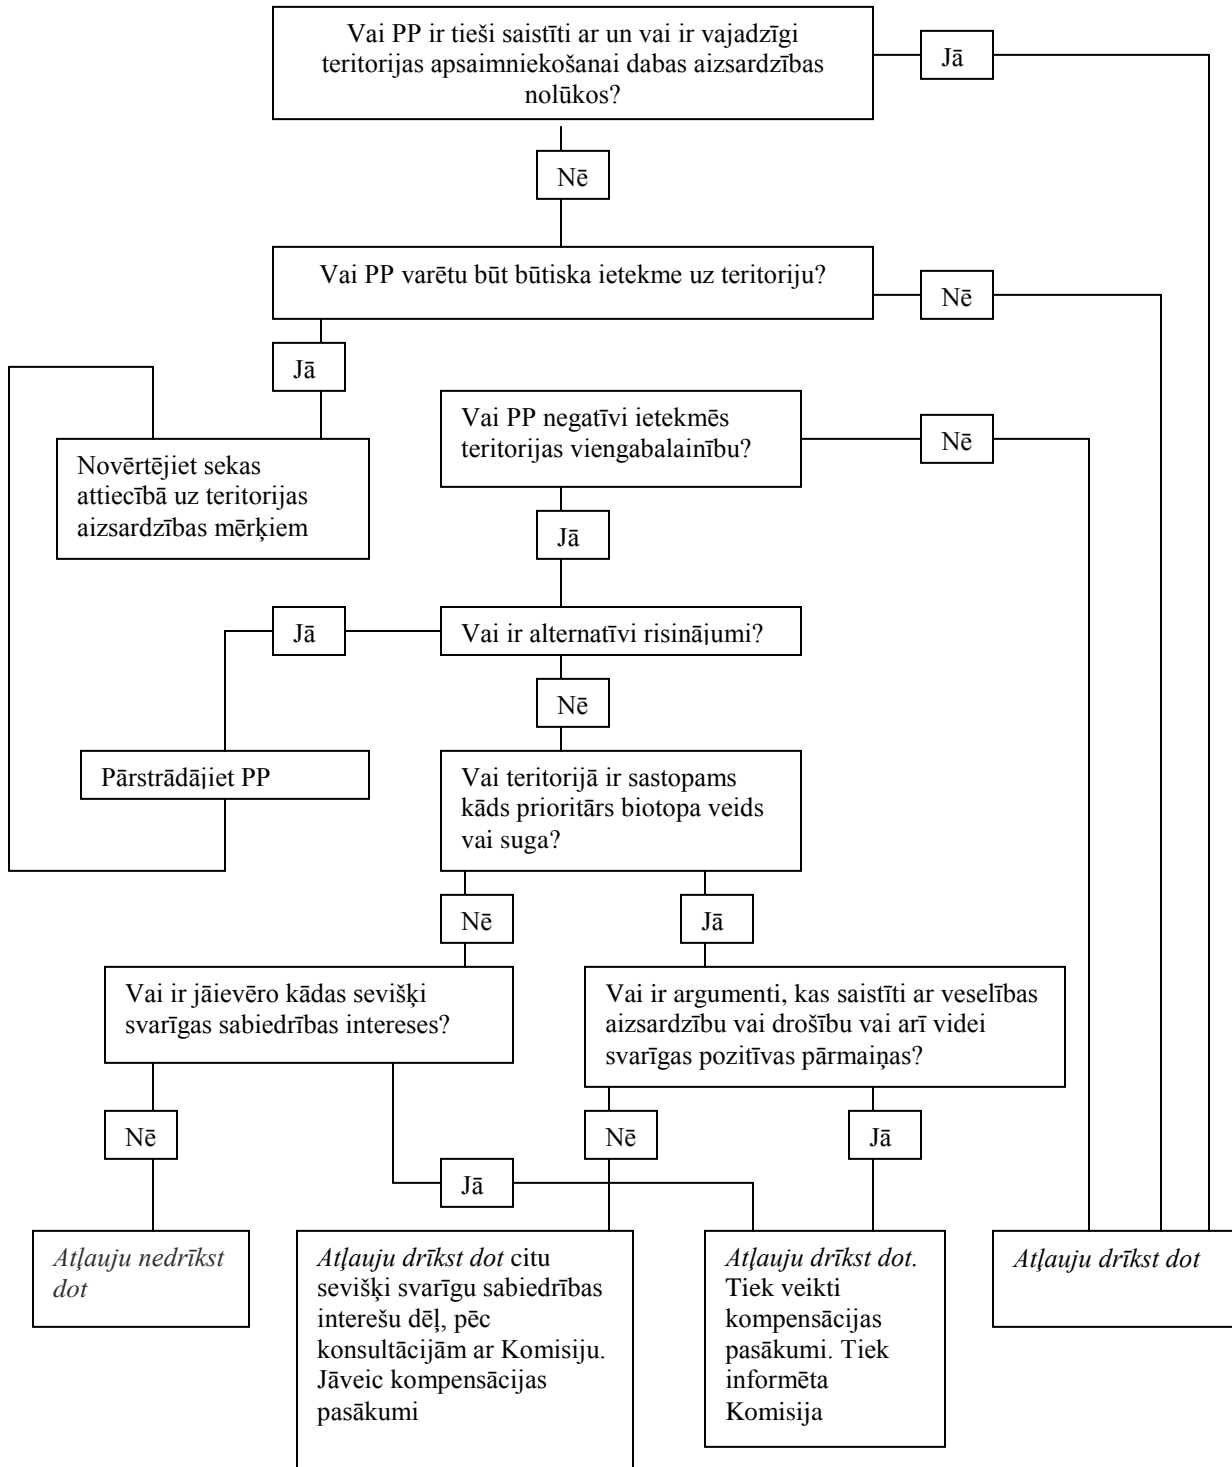 Vai PP ir tieši saistīti ar un vai ir vajadzīgi
teritorijas apsaimniekošanai dabas aizsardzības
nolūkos?
Jā
Nē
Vai PP varētu būt būtiska ietekme uz teritoriju?
Nē
Jā
Vai PP negatīvi ietekmēs
teritorijas viengabalainību?
Nē
Novērtējiet sekas
attiecībā uz teritorijas
aizsardzības mērķiem
Jā
Jā
Vai ir alternatīvi risinājumi?
Nē
Pārstrādājiet PP
Vai teritorijā ir sastopams
kāds prioritārs biotopa veids
vai suga?
Nē
Jā
Vai ir jāievēro kādas sevišķi
svarīgas sabiedrības intereses?
Vai ir argumenti, kas saistīti ar veselības
aizsardzību vai drošību vai arī videi
svarīgas pozitīvas pārmaiņas?
Nē
Nē
Jā
Jā
Atļauju nedrīkst
dot
Atļauju drīkst dot citu
sevišķi svarīgu sabiedrības
interešu dēļ, pēc
konsultācijām ar Komisiju.
Jāveic kompensācijas
pasākumi
Atļauju drīkst dot.
Tiek veikti
kompensācijas
pasākumi. Tiek
informēta
Komisija
Atļauju drīkst dot